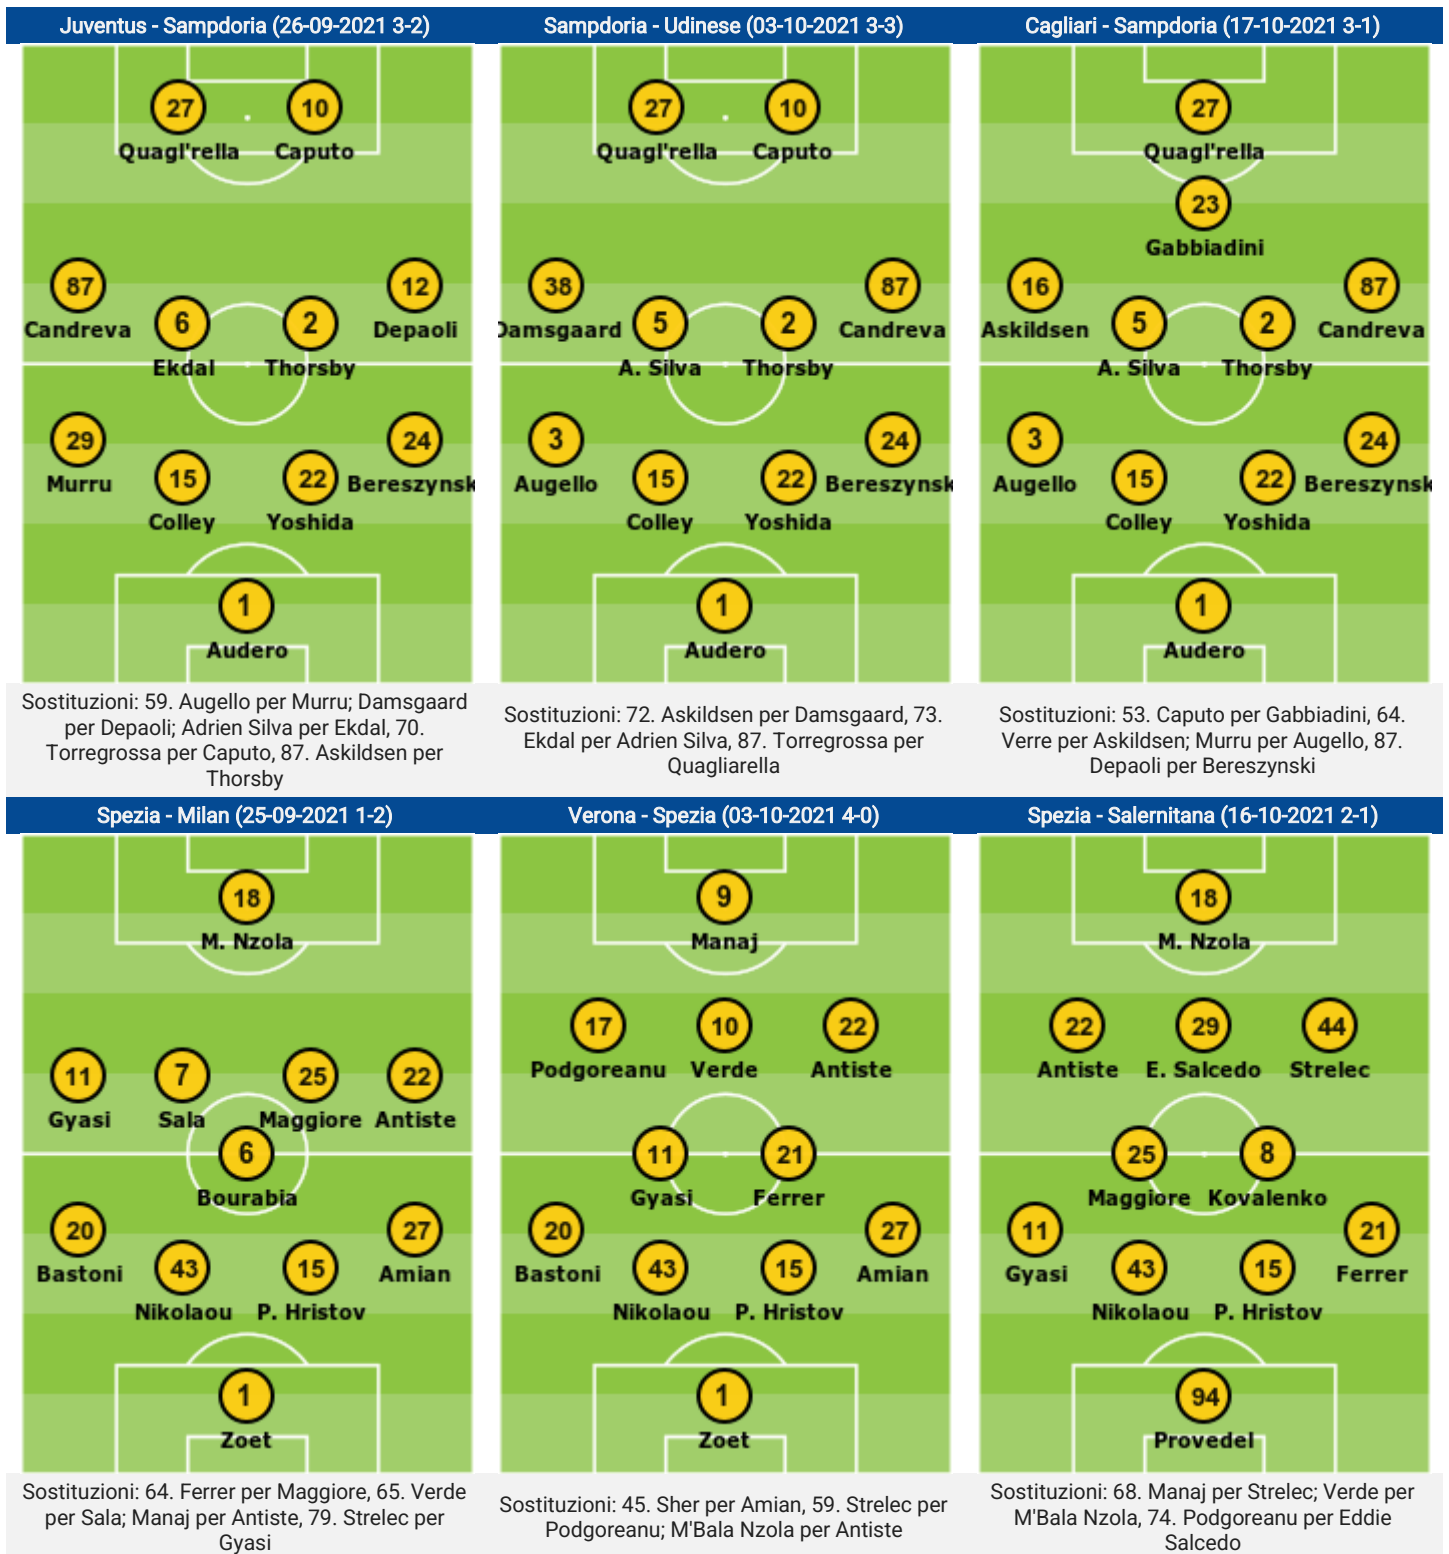 Juventus - Sampdoria (26-09-2021 3-2)
27
10
Quagl'rella
Caputo
87
12
Candreva
6
2
Depaoli
Ekdal
Thorsby
29
24
Murru
15
22
Bereszynsk
Colley
Yoshida
1
Audero
Sostituzioni: 59. Augello per Murru; Damsgaard
per Depaoli; Adrien Silva per Ekdal, 70.
Torregrossa per Caputo, 87. Askildsen per
Thorsby
Sampdoria - Udinese (03-10-2021 3-3)
27
10
Quagl'rella
Caputo
38
87
Damsgaard
5
2
Candreva
A. Silva
Thorsby
3
24
Augello
15
22
Bereszynsk
Colley
Yoshida
1
Audero
Sostituzioni: 72. Askildsen per Damsgaard, 73.
Ekdal per Adrien Silva, 87. Torregrossa per
Quagliarella
Cagliari - Sampdoria (17-10-2021 3-1)
27
Quagl'rella
23
Gabbiadini
16
87
Askildsen
5
2
Candreva
A. Silva
Thorsby
3
24
Augello
15
22
Bereszynsk
Colley
Yoshida
1
Audero
Sostituzioni: 53. Caputo per Gabbiadini, 64.
Verre per Askildsen; Murru per Augello, 87.
Depaoli per Bereszynski
Spezia - Milan (25-09-2021 1-2)
18
M. Nzola
11
7
25
22
Gyasi
Sala
Maggiore
Antiste
6
Bourabia
20
27
Bastoni
43
15
Amian
Nikolaou
P. Hristov
1
Zoet
Sostituzioni: 64. Ferrer per Maggiore, 65. Verde
per Sala; Manaj per Antiste, 79. Strelec per
Gyasi
Verona - Spezia (03-10-2021 4-0)
9
Manaj
17
10
22
Podgoreanu
Verde
Antiste
11
21
Gyasi
Ferrer
20
27
Bastoni
43
15
Amian
Nikolaou
P. Hristov
1
Zoet
Sostituzioni: 45. Sher per Amian, 59. Strelec per
Podgoreanu; M'Bala Nzola per Antiste
Spezia - Salernitana (16-10-2021 2-1)
18
M. Nzola
22
29
44
Antiste
E. Salcedo
Strelec
25
8
Maggiore
Kovalenko
11
21
Gyasi
43
15
Ferrer
Nikolaou
P. Hristov
94
Provedel
Sostituzioni: 68. Manaj per Strelec; Verde per
M'Bala Nzola, 74. Podgoreanu per Eddie
Salcedo